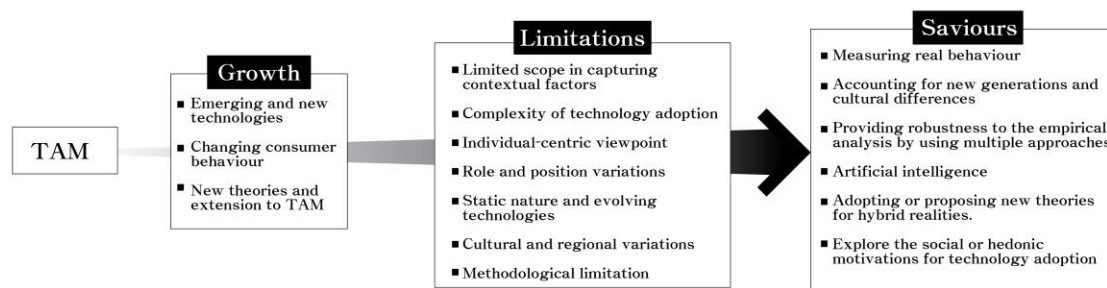 TAM
Growth
■ Emerging and new
technologies
■ Changing consumer
behaviour
■ New theories and
extension to TAM
Limitations
■ Limited scope in capturing
contextual factors
■ Complexity of technology adoption
■ Individual-centric viewpoint
■ Role and position variations
■ Static nature and evolving
technologies
■ Cultural and regional variations
■ Methodological limitation
Saviours
■ Measuring real behaviour
■ Accounting for new generations and
cultural differences
■ Providing robustness to the empirical
analysis by using multiple approaches
■ Artificial intelligence
■ Adopting or proposing new theories
for hybrid realities.
■ Explore the social or hedonic
motivations for technology adoption